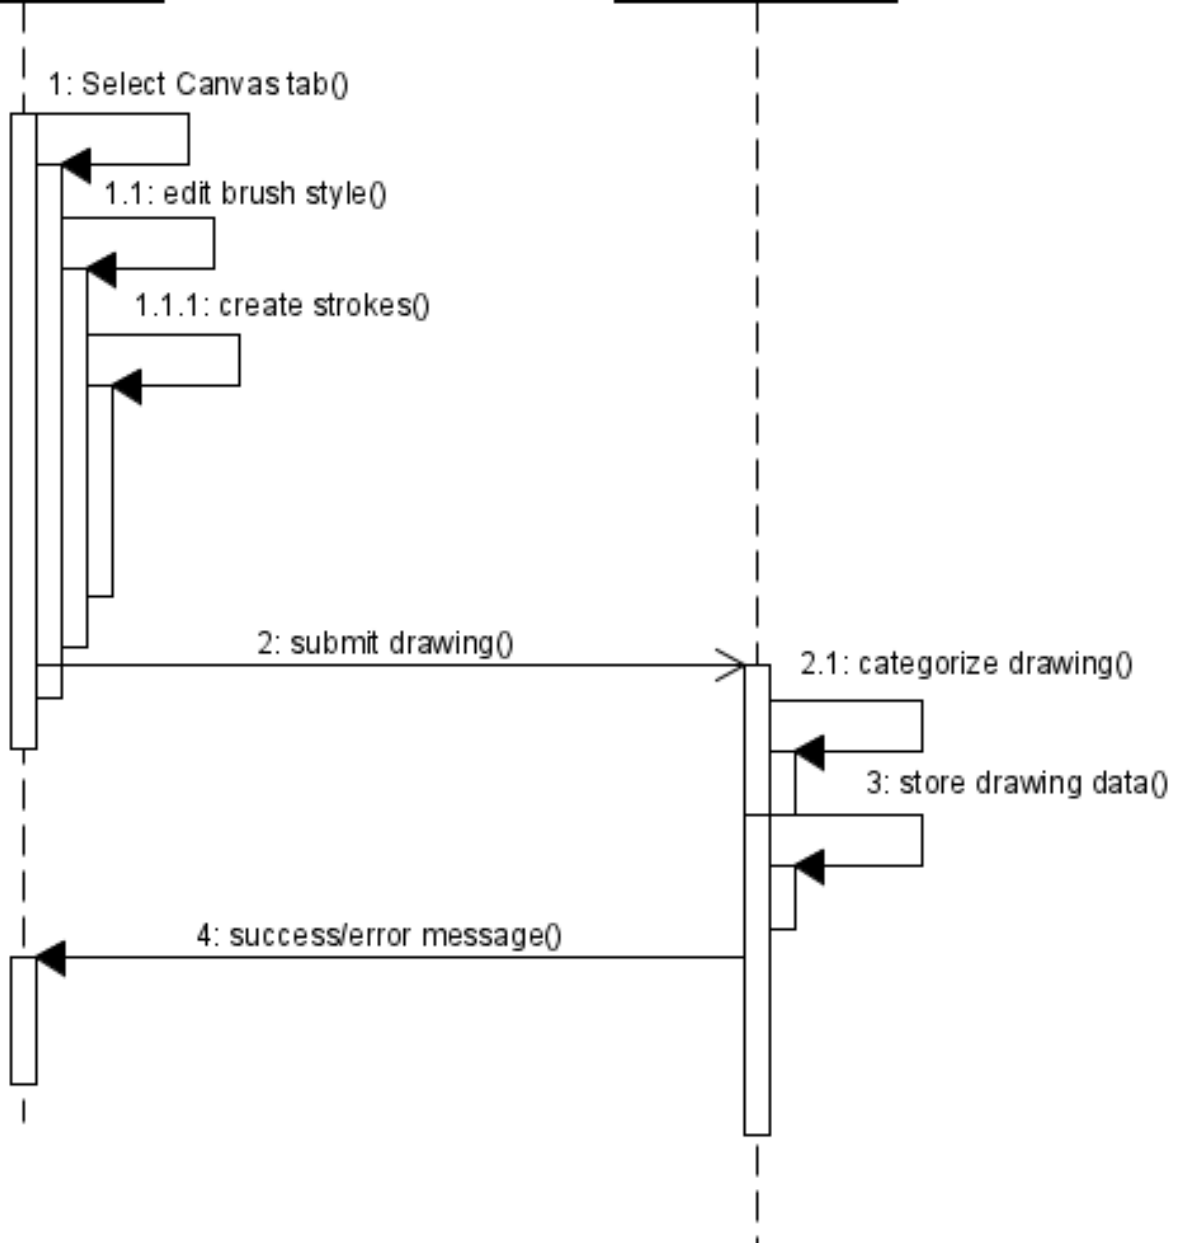 1: Select Canvas tab()
1.1: edit brush style()
1.1.1: create strokes()
2: submit drawing()
2.1: categorize drawing()
3: store drawing data()
4: success/error message()